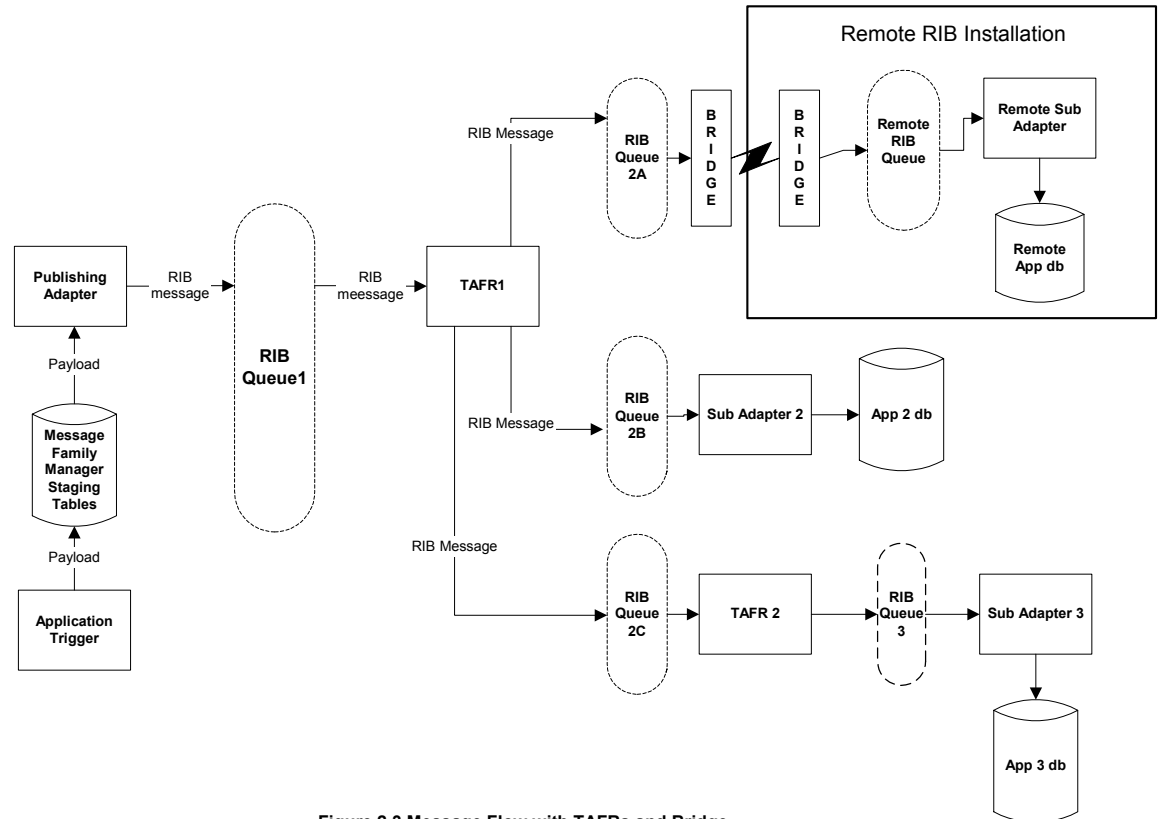 Remote RIB Installation
RIB Message
RIB
Queue
2A
B
R
I
D
G
E
B
R
I
D
G
E
Remote
RIB
Queue
Remote Sub
Adapter
Remote
App db
Publishing
Adapter
RIB
message
RIB
Queue1
RIB
meessage
TAFR1
Payload
Message
Family
Manager
Staging
Tables
Payload
Application
Trigger
RIB Message
RIB
Queue
2B
Sub Adapter 2
App 2 db
RIB Message
RIB
Queue
2C
TAFR 2
RIB
Queue
3
Sub Adapter 3
App 3 db